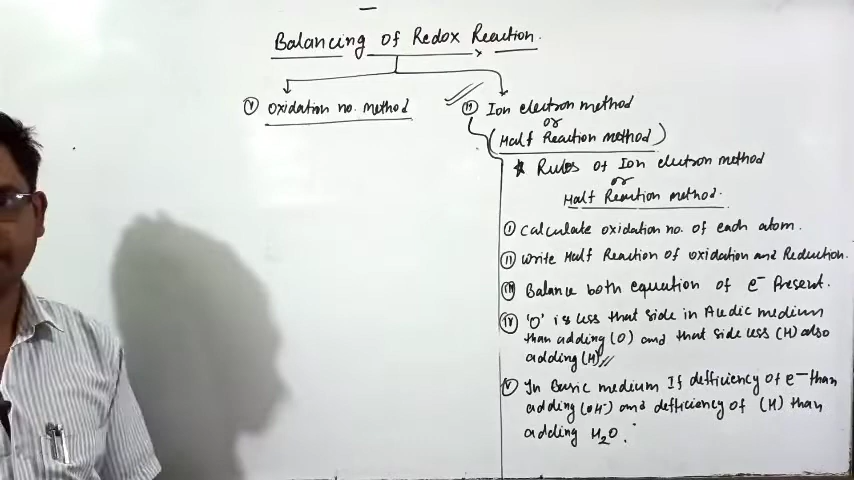 Balancing of Redox Reaction.
(i) Oxidation no. method
(ii) Ion electron method
or
(Half Reaction method)
* Rules of Ion electron method
or
Half Reaction method.
(i) Calculate oxidation no. of each atom.
(ii) Write Half Reaction of oxidation and Reduction.
(iii) Balance both equation of e⁻ Present.
(iv) 'O' is less that side in Acidic medium
than adding (O) and that side less (H) also
adding (H⁺)
(v) In Basic medium If defficiency of e⁻ than
adding (OH⁻) and defficiency of (H) than
adding H₂O.